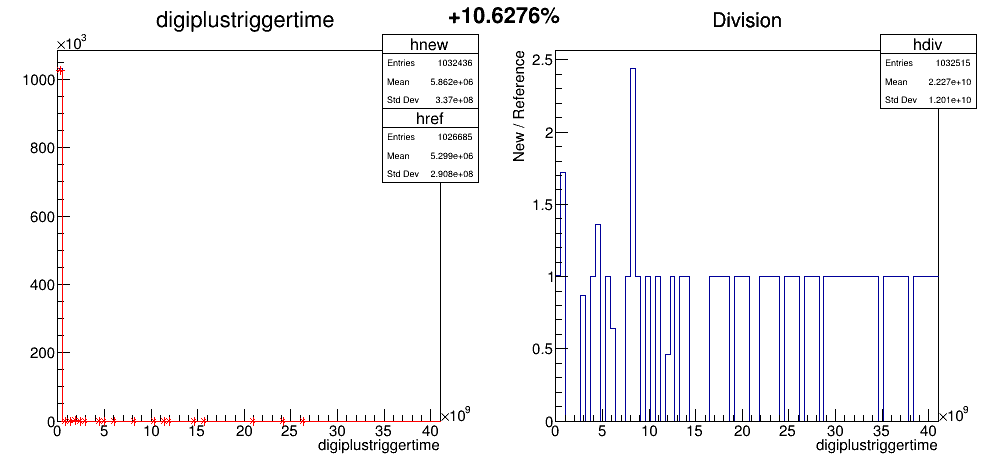 digiplustriggertime
+10.6276%
Division
×10³
hnew
Entries 1032436
Mean 5.862e+06
Std Dev 3.37e+08
href
Entries 1026685
Mean 5.299e+06
Std Dev 2.908e+08
1000
800
600
400
200
0
0 5 10 15 20 25 30 35 40
×10⁹
digiplustriggertime
hdiv
Entries 1032515
Mean 2.227e+10
Std Dev 1.201e+10
New / Reference
2.5
2
1.5
1
0.5
0
0 5 10 15 20 25 30 35 40
×10⁹
digiplustriggertime